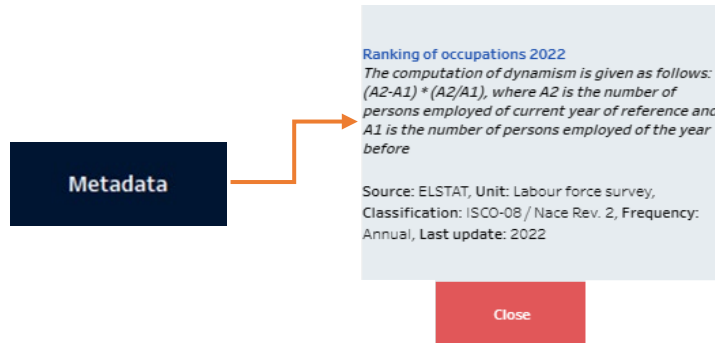 Ranking of occupations 2022
The computation of dynamism is given as follows:
(A2-A1) * (A2/A1), where A2 is the number of
persons employed of current year of reference and
A1 is the number of persons employed of the year
before
Metadata
Source: ELSTAT, Unit: Labour force survey,
Classification: ISCO-08 / Nace Rev. 2, Frequency:
Annual, Last update: 2022
Close